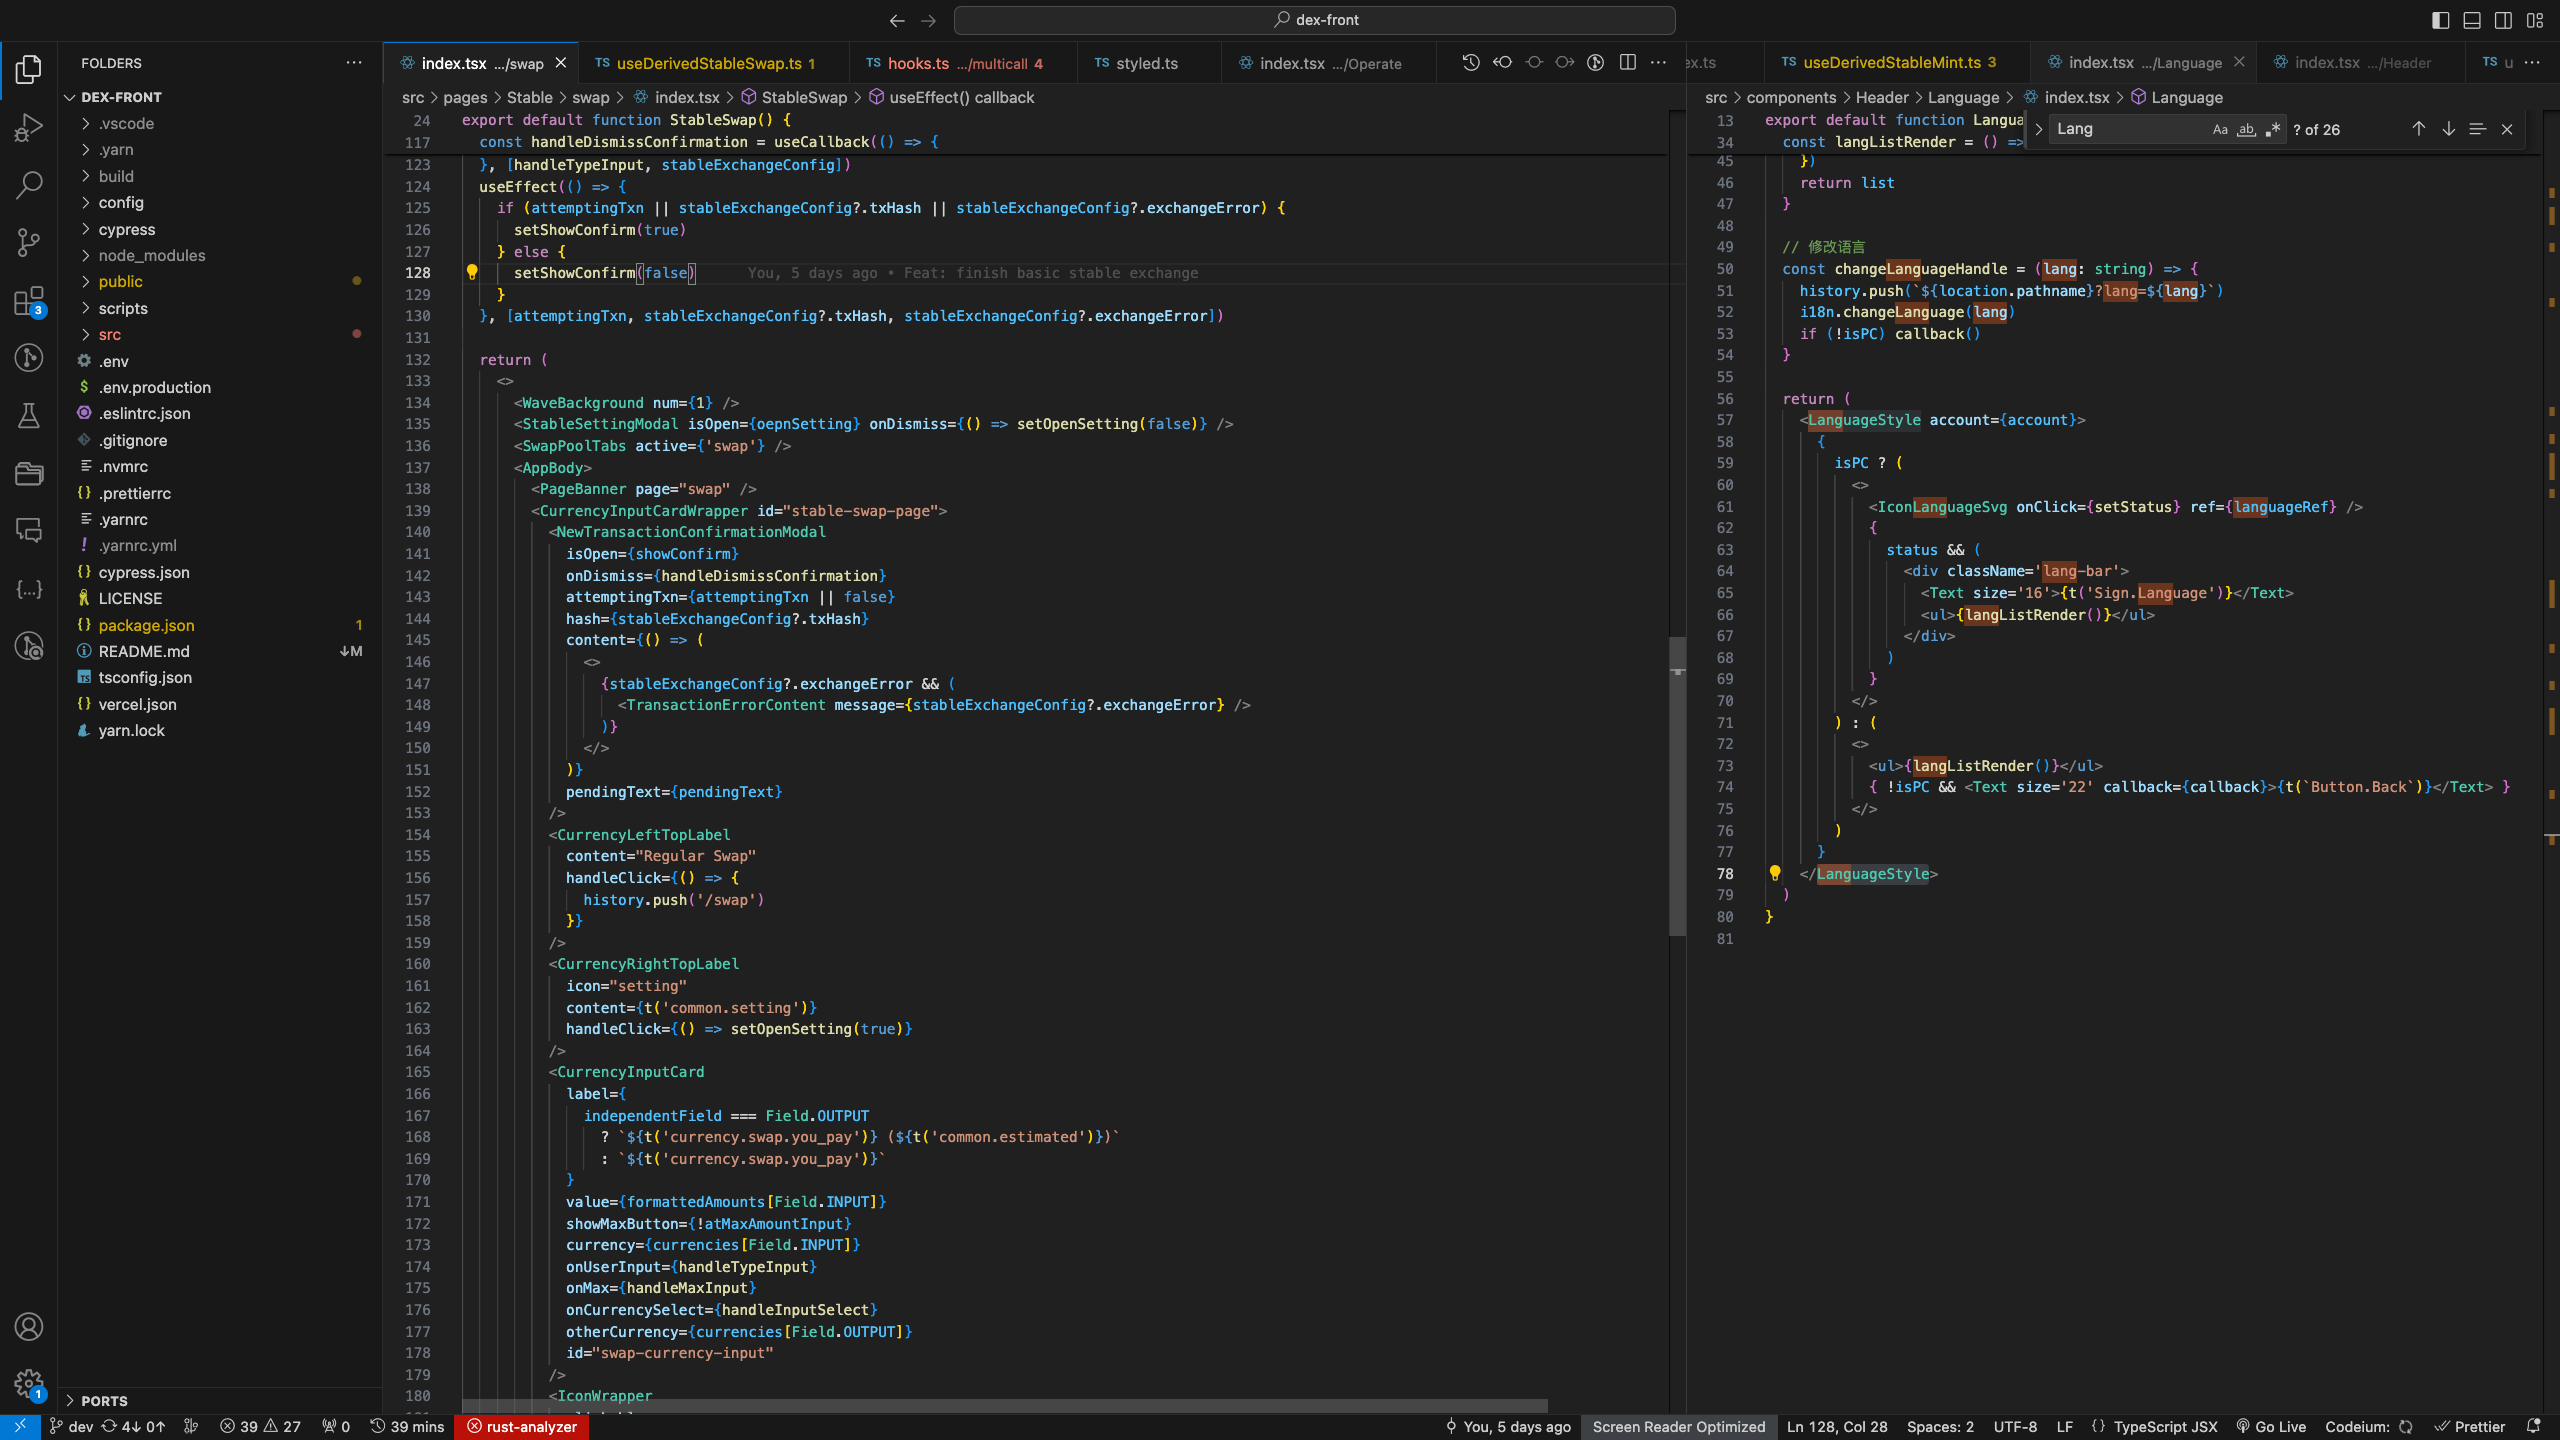 dex-front
FOLDERS
DEX-FRONT
.vscode
.yarn
build
config
cypress
node_modules
public
scripts
src
.env
.env.production
.eslintrc.json
.gitignore
.nvmrc
.prettierrc
.yarnrc
.yarnrc.yml
cypress.json
LICENSE
package.json 1
README.md ↓M
tsconfig.json
vercel.json
yarn.lock
PORTS
3
1
index.tsx .../swap
TS useDerivedStableSwap.ts 1
TS hooks.ts .../multicall 4
TS styled.ts
index.tsx .../Operate
src > pages > Stable > swap > index.tsx > StableSwap > useEffect() callback
24 export default function StableSwap() {
117 const handleDismissConfirmation = useCallback(() => {
123 }, [handleTypeInput, stableExchangeConfig])
124 useEffect(() => {
125 if (attemptingTxn || stableExchangeConfig?.txHash || stableExchangeConfig?.exchangeError) {
126 setShowConfirm(true)
127 } else {
128 setShowConfirm(false) You, 5 days ago • Feat: finish basic stable exchange
129 }
130 }, [attemptingTxn, stableExchangeConfig?.txHash, stableExchangeConfig?.exchangeError])
131
132 return (
133 <>
134 <WaveBackground num={1} />
135 <StableSettingModal isOpen={oepnSetting} onDismiss={() => setOpenSetting(false)} />
136 <SwapPoolTabs active={'swap'} />
137 <AppBody>
138 <PageBanner page="swap" />
139 <CurrencyInputCardWrapper id="stable-swap-page">
140 <NewTransactionConfirmationModal
141 isOpen={showConfirm}
142 onDismiss={handleDismissConfirmation}
143 attemptingTxn={attemptingTxn || false}
144 hash={stableExchangeConfig?.txHash}
145 content={() => (
146 <>
147 {stableExchangeConfig?.exchangeError && (
148 <TransactionErrorContent message={stableExchangeConfig?.exchangeError} />
149 )}
150 </>
151 )}
152 pendingText={pendingText}
153 />
154 <CurrencyLeftTopLabel
155 content="Regular Swap"
156 handleClick={() => {
157 history.push('/swap')
158 }}
159 />
160 <CurrencyRightTopLabel
161 icon="setting"
162 content={t('common.setting')}
163 handleClick={() => setOpenSetting(true)}
164 />
165 <CurrencyInputCard
166 label={
167 independentField === Field.OUTPUT
168 ? `${t('currency.swap.you_pay')} (${t('common.estimated')})`
169 : `${t('currency.swap.you_pay')}`
170 }
171 value={formattedAmounts[Field.INPUT]}
172 showMaxButton={!atMaxAmountInput}
173 currency={currencies[Field.INPUT]}
174 onUserInput={handleTypeInput}
175 onMax={handleMaxInput}
176 onCurrencySelect={handleInputSelect}
177 otherCurrency={currencies[Field.OUTPUT]}
178 id="swap-currency-input"
179 />
180 <IconWrapper
ex.ts
TS useDerivedStableMint.ts 3
index.tsx .../Language
index.tsx .../Header
TS u
src > components > Header > Language > index.tsx > Language
Lang Aa ab .* ? of 26
13 export default function Langua
34 const langListRender = () =>
45 })
46 return list
47 }
48
49 // 修改语言
50 const changeLanguageHandle = (lang: string) => {
51 history.push(`${location.pathname}?lang=${lang}`)
52 i18n.changeLanguage(lang)
53 if (!isPC) callback()
54 }
55
56 return (
57 <LanguageStyle account={account}>
58 {
59 isPC ? (
60 <>
61 <IconLanguageSvg onClick={setStatus} ref={languageRef} />
62 {
63 status && (
64 <div className='lang-bar'>
65 <Text size='16'>{t('Sign.Language')}</Text>
66 <ul>{langListRender()}</ul>
67 </div>
68 )
69 }
70 </>
71 ) : (
72 <>
73 <ul>{langListRender()}</ul>
74 { !isPC && <Text size='22' callback={callback}>{t(`Button.Back`)}</Text> }
75 </>
76 )
77 }
78 </LanguageStyle>
79 )
80 }
81
dev 4↓ 0↑ 39 27 0 39 mins rust-analyzer You, 5 days ago Screen Reader Optimized Ln 128, Col 28 Spaces: 2 UTF-8 LF {} TypeScript JSX Go Live Codeium: Prettier